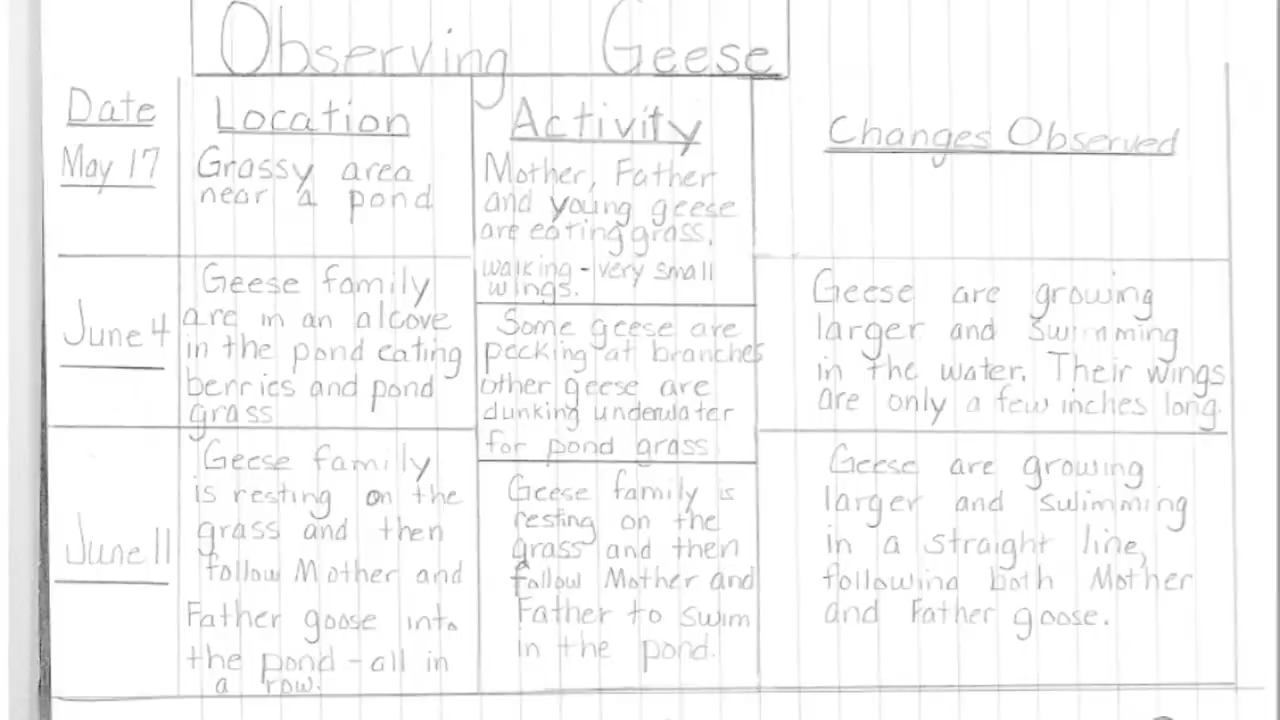 Observing Geese
Date
Location
Activity
Changes Observed
May 17
Grassy area
near a pond
Mother, Father
and young geese
are eating grass.
walking - very small
wings.
June 4
Geese family
are in an alcove
in the pond eating
berries and pond
grass
Some geese are
pecking at branches
other geese are
dunking underwater
for pond grass
Geese are growing
larger and swimming
in the water. Their wings
are only a few inches long.
June 11
Geese family
is resting on the
grass and then
follow Mother and
Father goose into
the pond - all in
a row.
Geese family is
resting on the
grass and then
follow Mother and
Father to swim
in the pond.
Geese are growing
larger and swimming
in a straight line,
following both Mother
and Father goose.